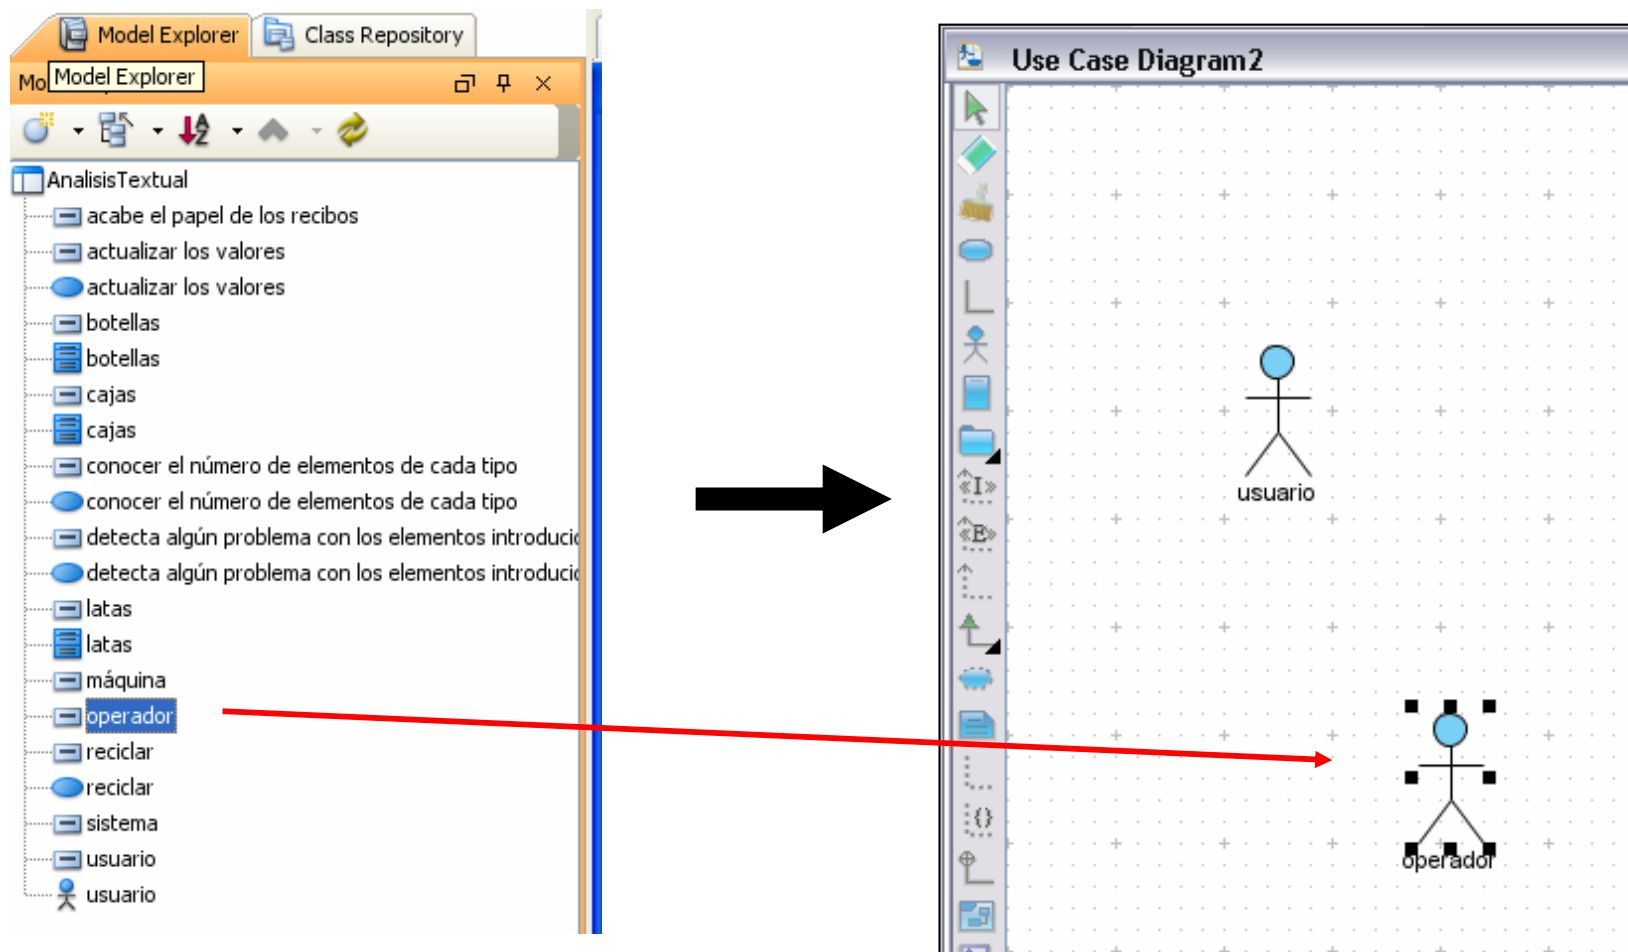 Model Explorer
Class Repository
Mo
Model Explorer
AnalisisTextual
acabe el papel de los recibos
actualizar los valores
actualizar los valores
botellas
botellas
cajas
cajas
conocer el número de elementos de cada tipo
conocer el número de elementos de cada tipo
detecta algún problema con los elementos introducic
detecta algún problema con los elementos introducic
latas
latas
máquina
operador
reciclar
reciclar
sistema
usuario
usuario
Use Case Diagram2
«I»
«E»
{}
usuario
operador